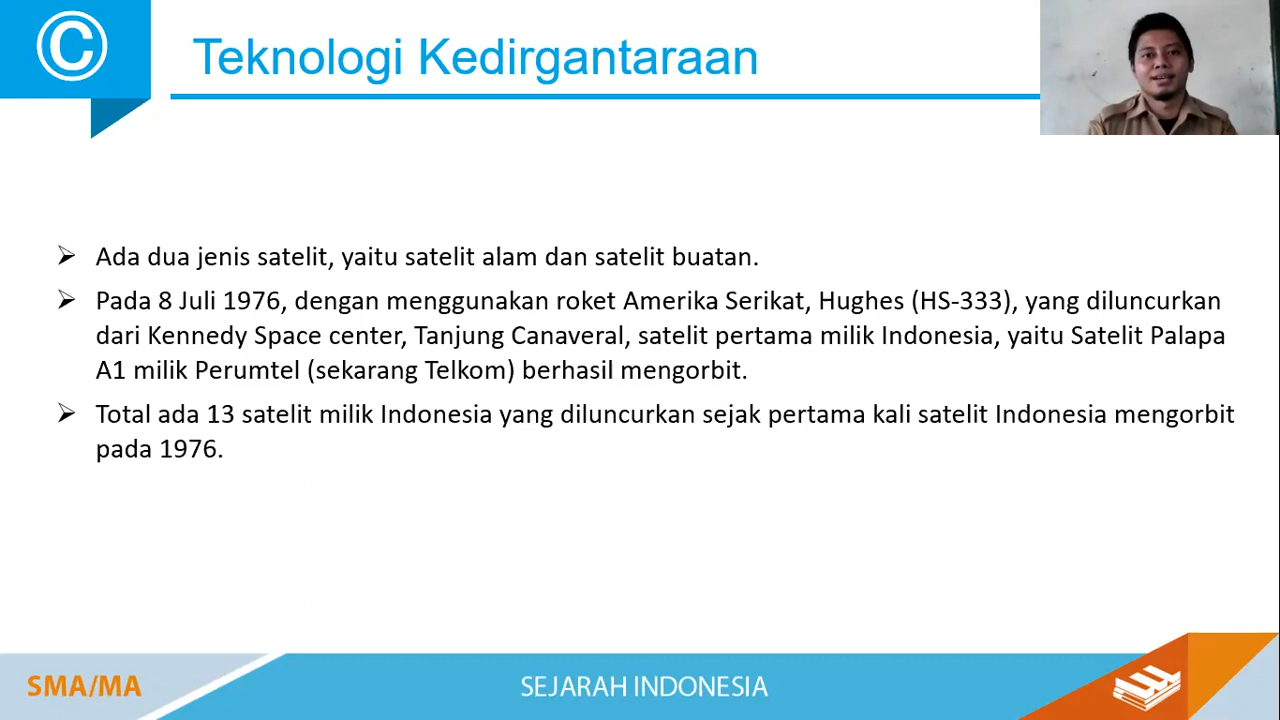 ©
Teknologi Kedirgantaraan
➢ Ada dua jenis satelit, yaitu satelit alam dan satelit buatan.
➢ Pada 8 Juli 1976, dengan menggunakan roket Amerika Serikat, Hughes (HS-333), yang diluncurkan
dari Kennedy Space center, Tanjung Canaveral, satelit pertama milik Indonesia, yaitu Satelit Palapa
A1 milik Perumtel (sekarang Telkom) berhasil mengorbit.
➢ Total ada 13 satelit milik Indonesia yang diluncurkan sejak pertama kali satelit Indonesia mengorbit
pada 1976.
SMA/MA
SEJARAH INDONESIA